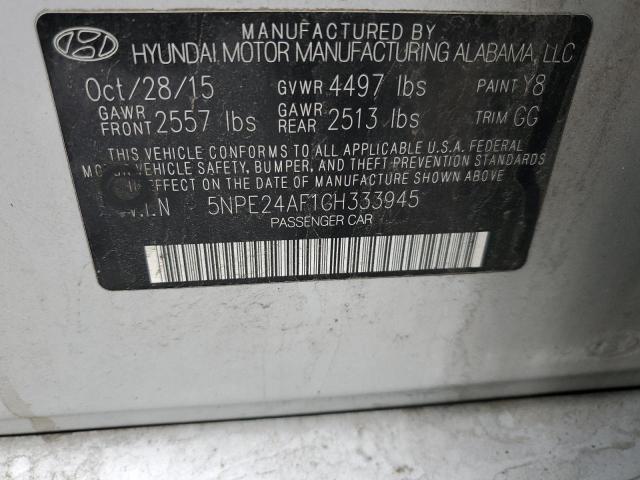 MANUFACTURED BY
HYUNDAI MOTOR MANUFACTURING ALABAMA, LLC
Oct/28/15 GVWR 4497 lbs PAINT Y8
GAWR FRONT 2557 lbs GAWR REAR 2513 lbs TRIM GG
THIS VEHICLE CONFORMS TO ALL APPLICABLE U.S.A. FEDERAL
MOTOR VEHICLE SAFETY, BUMPER, AND THEFT PREVENTION STANDARDS
IN EFFECT ON THE DATE OF MANUFACTURE SHOWN ABOVE.
V.I.N 5NPE24AF1GH333945
PASSENGER CAR